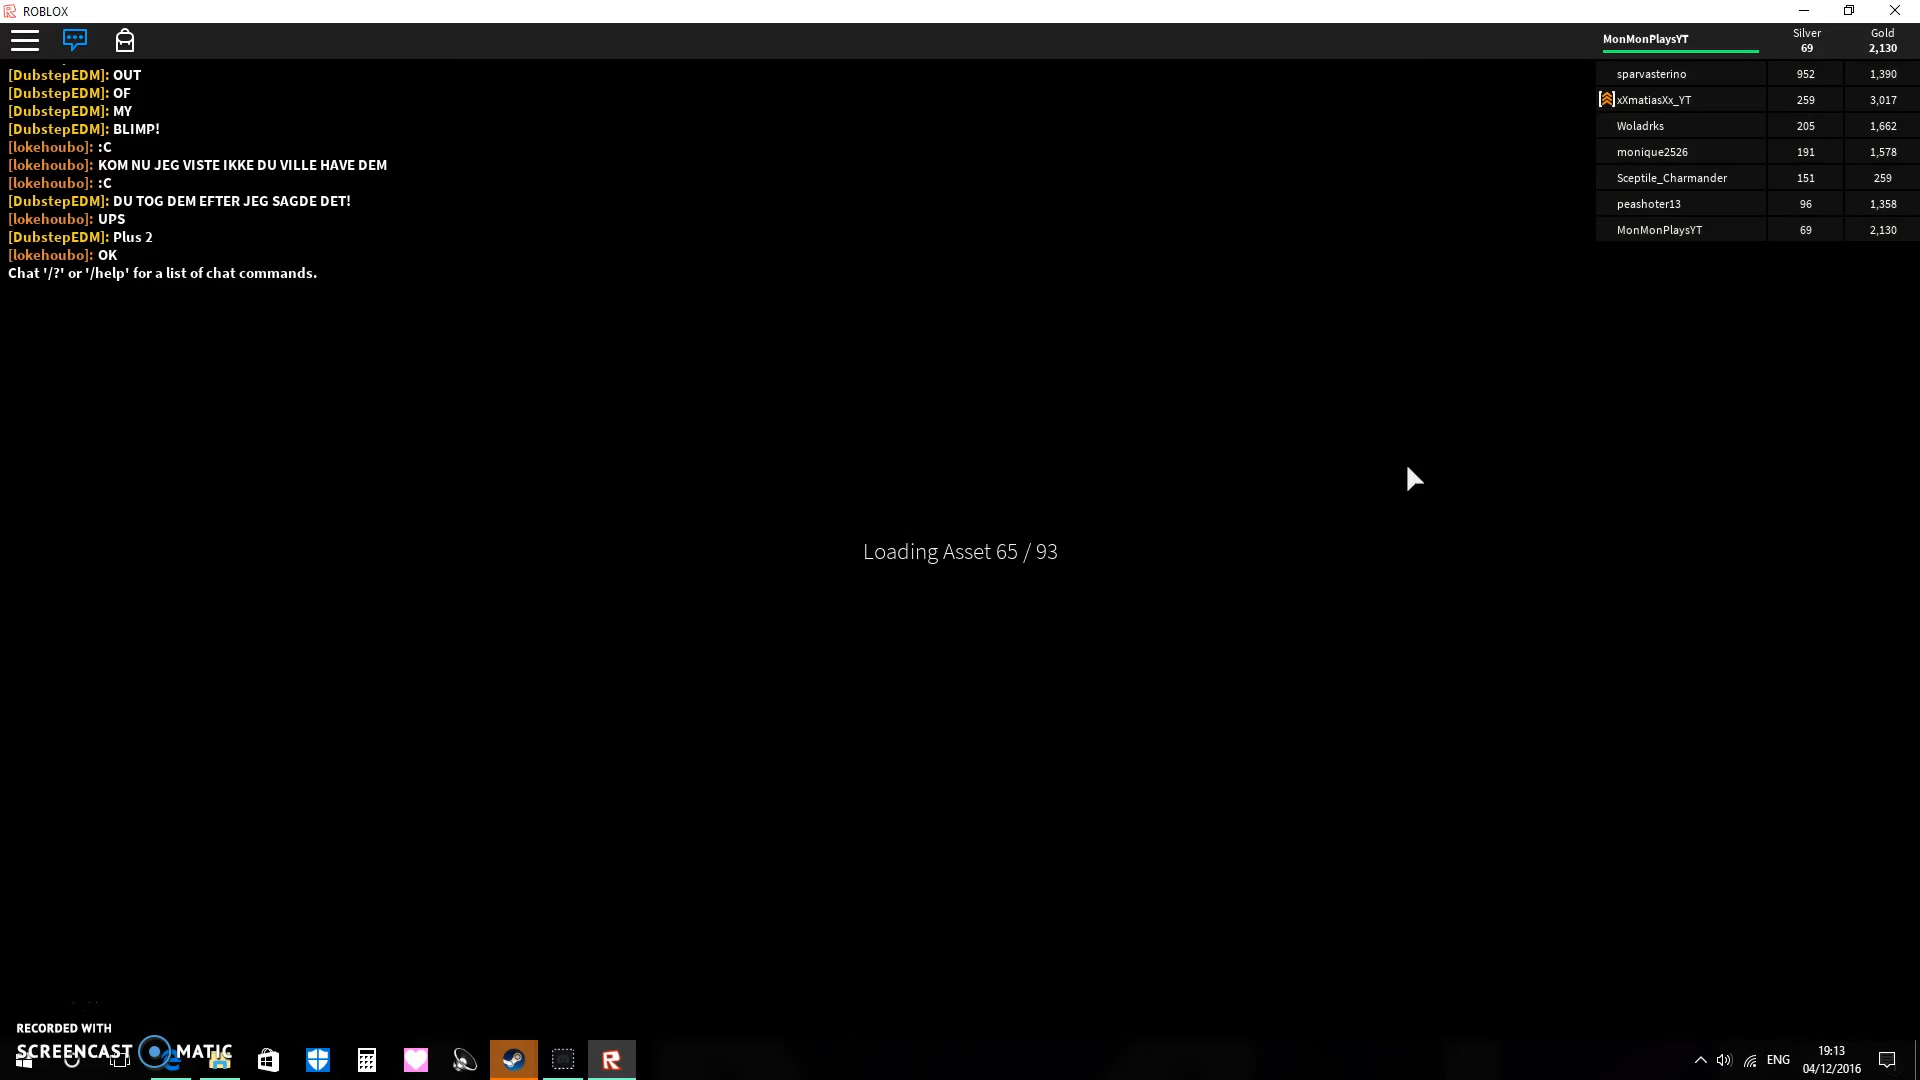 ROBLOX
MonMonPlaysYT Silver Gold
69 2,130
[DubstepEDM]: OUT
[DubstepEDM]: OF
[DubstepEDM]: MY
[DubstepEDM]: BLIMP!
[lokehoubo]: :C
[lokehoubo]: KOM NU JEG VISTE IKKE DU VILLE HAVE DEM
[lokehoubo]: :C
[DubstepEDM]: DU TOG DEM EFTER JEG SAGDE DET!
[lokehoubo]: UPS
[DubstepEDM]: Plus 2
[lokehoubo]: OK
Chat '/?' or '/help' for a list of chat commands.
sparvasterino 952 1,390
xXmatiasXx_YT 259 3,017
Woladrks 205 1,662
monique2526 191 1,578
Sceptile_Charmander 151 259
peashoter13 96 1,358
MonMonPlaysYT 69 2,130
Loading Asset 65 / 93
RECORDED WITH
SCREENCAST MATIC
ENG
19:13
04/12/2016